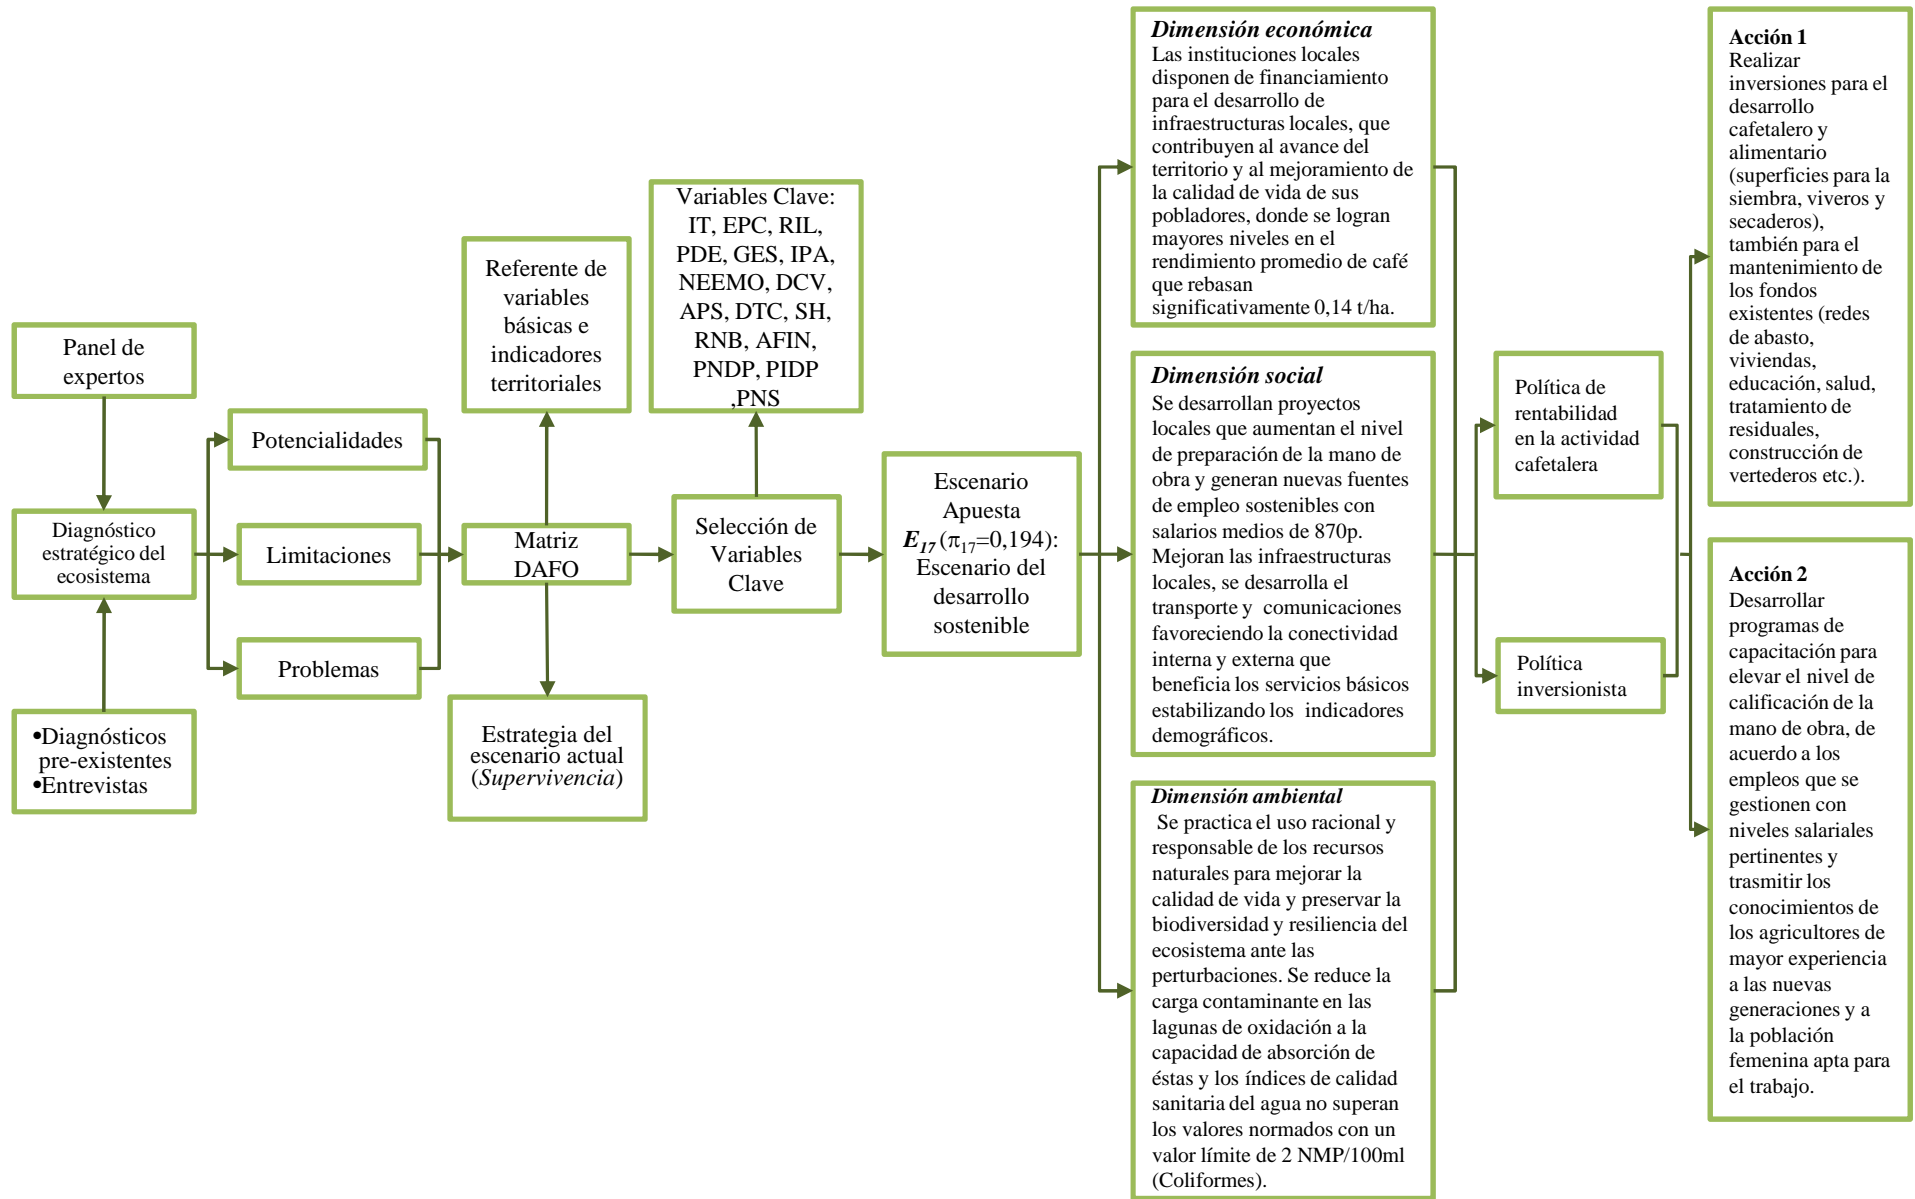 Panel de
expertos
Diagnóstico
estratégico del
ecosistema
•Diagnósticos
pre-existentes
•Entrevistas
Potencialidades
Limitaciones
Problemas
Referente de
variables
básicas e
indicadores
territoriales
Matriz
DAFO
Estrategia del
escenario actual
(Supervivencia)
Variables Clave:
IT, EPC, RIL,
PDE, GES, IPA,
NEEMO, DCV,
APS, DTC, SH,
RNB, AFIN,
PNDP, PIDP
,PNS
Selección de
Variables
Clave
Escenario
Apuesta
E17 (π17=0,194):
Escenario del
desarrollo
sostenible
Dimensión económica
Las instituciones locales
disponen de financiamiento
para el desarrollo de
infraestructuras locales, que
contribuyen al avance del
territorio y al mejoramiento de
la calidad de vida de sus
pobladores, donde se logran
mayores niveles en el
rendimiento promedio de café
que rebasan
significativamente 0,14 t/ha.
Dimensión social
Se desarrollan proyectos
locales que aumentan el nivel
de preparación de la mano de
obra y generan nuevas fuentes
de empleo sostenibles con
salarios medios de 870p.
Mejoran las infraestructuras
locales, se desarrolla el
transporte y comunicaciones
favoreciendo la conectividad
interna y externa que
beneficia los servicios básicos
estabilizando los indicadores
demográficos.
Dimensión ambiental
Se practica el uso racional y
responsable de los recursos
naturales para mejorar la
calidad de vida y preservar la
biodiversidad y resiliencia del
ecosistema ante las
perturbaciones. Se reduce la
carga contaminante en las
lagunas de oxidación a la
capacidad de absorción de
éstas y los índices de calidad
sanitaria del agua no superan
los valores normados con un
valor límite de 2 NMP/100ml
(Coliformes).
Política de
rentabilidad
en la actividad
cafetalera
Política
inversionista
Acción 1
Realizar
inversiones para el
desarrollo
cafetalero y
alimentario
(superficies para la
siembra, viveros y
secaderos),
también para el
mantenimiento de
los fondos
existentes (redes
de abasto,
viviendas,
educación, salud,
tratamiento de
residuales,
construcción de
vertederos etc.).
Acción 2
Desarrollar
programas de
capacitación para
elevar el nivel de
calificación de la
mano de obra, de
acuerdo a los
empleos que se
gestionen con
niveles salariales
pertinentes y
trasmitir los
conocimientos de
los agricultores de
mayor experiencia
a las nuevas
generaciones y a
la población
femenina apta para
el trabajo.